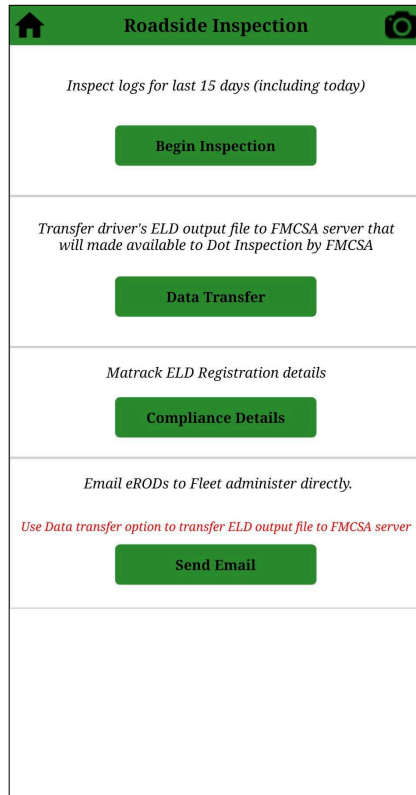 Roadside Inspection
Inspect logs for last 15 days (including today)
Begin Inspection
Transfer driver's ELD output file to FMCSA server that
will made available to Dot Inspection by FMCSA
Data Transfer
Matrack ELD Registration details
Compliance Details
Email eRODs to Fleet administer directly.
Use Data transfer option to transfer ELD output file to FMCSA server
Send Email